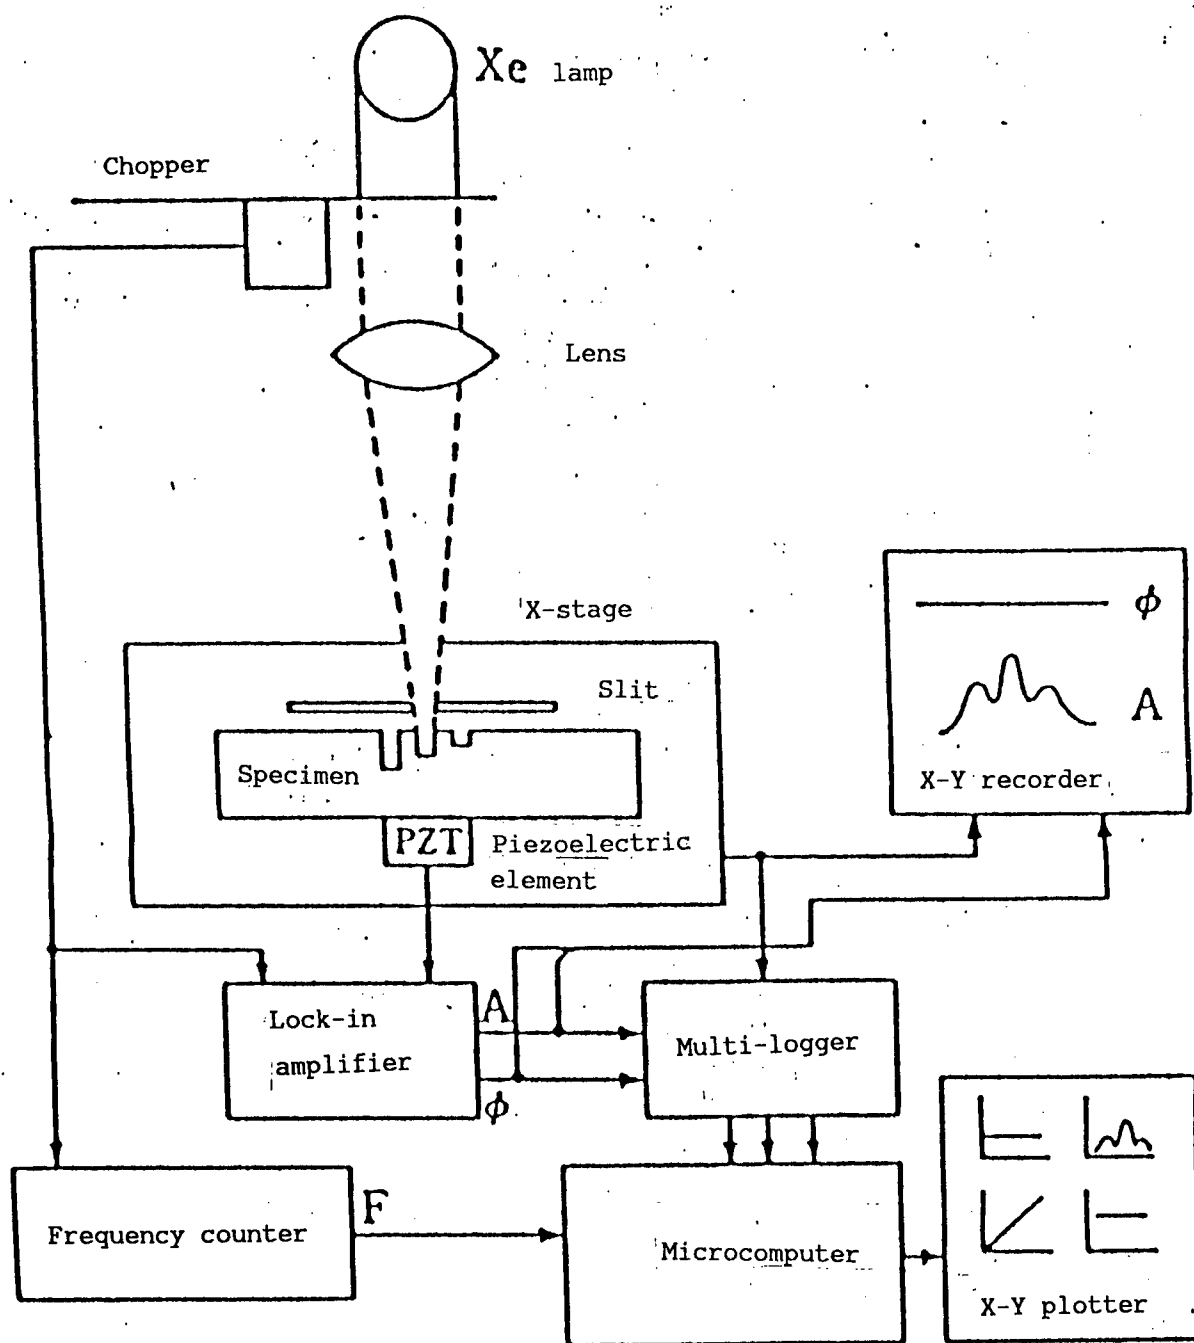 Xe lamp
Chopper
Lens
X-stage
Slit
Specimen
PZT
Piezoelectric
element
φ
A
X-Y recorder
Lock-in
amplifier
A
φ
Multi-logger
Frequency counter
F
Microcomputer
X-Y plotter